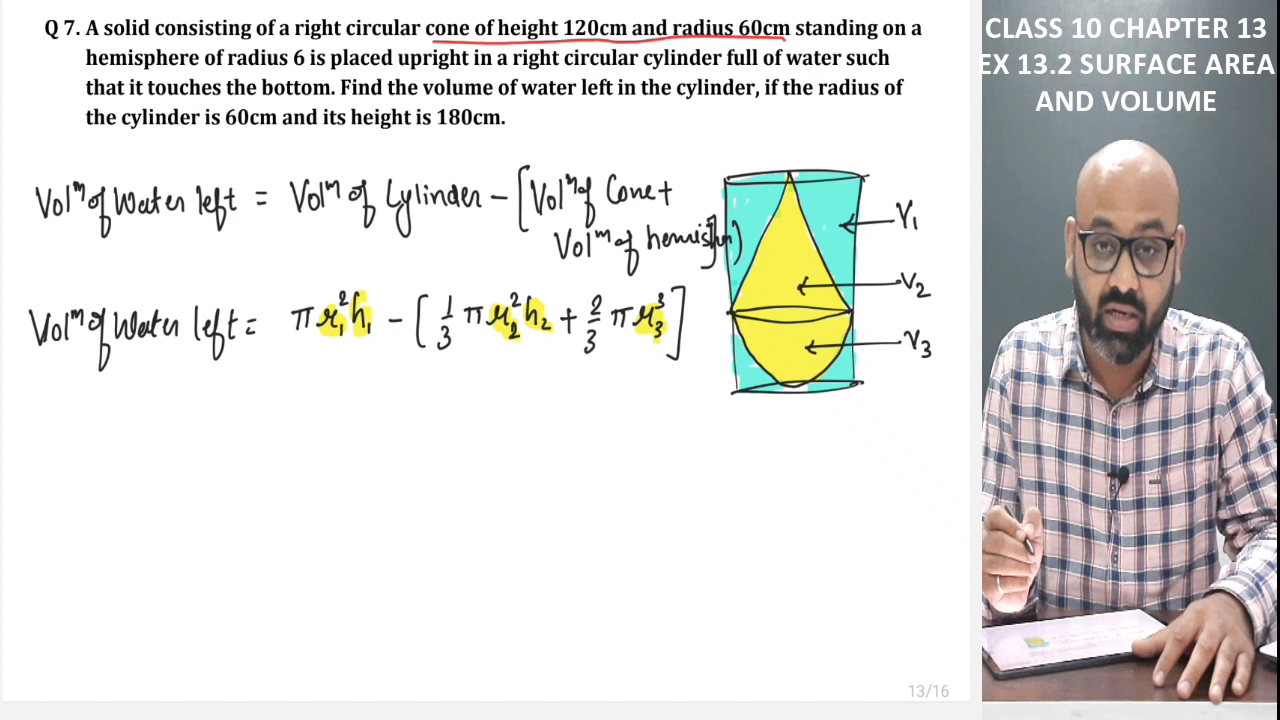 Q 7. A solid consisting of a right circular cone of height 120cm and radius 60cm standing on a
hemisphere of radius 6 is placed upright in a right circular cylinder full of water such
that it touches the bottom. Find the volume of water left in the cylinder, if the radius of
the cylinder is 60cm and its height is 180cm.
CLASS 10 CHAPTER 13
EX 13.2 SURFACE AREA
AND VOLUME
Volᵐ of Water left = Volᵐ of Cylinder - [Volᵐ of Cone +
Volᵐ of hemisphere)]
Volᵐ of Water left = πr₁²h₁ - [1/3 πr₂²h₂ + 2/3 πr₃³]
V₁
V₂
V₃
13/16